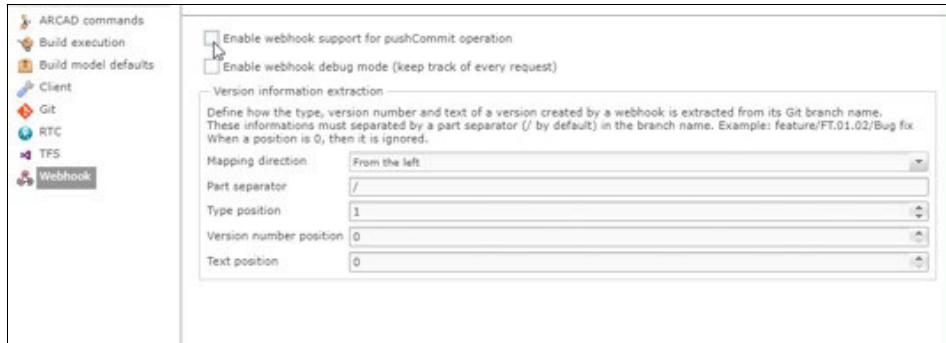 ARCAD commands
Build execution
Build model defaults
Client
Git
RTC
TFS
Webhook
Enable webhook support for pushCommit operation
Enable webhook debug mode (keep track of every request)
Version information extraction
Define how the type, version number and text of a version created by a webhook is extracted from its Git branch name.
These informations must separated by a part separator (/ by default) in the branch name. Example: feature/FT.01.02/Bug fix
When a position is 0, then it is ignored.
Mapping direction From the left
Part separator /
Type position 1
Version number position 0
Text position 0